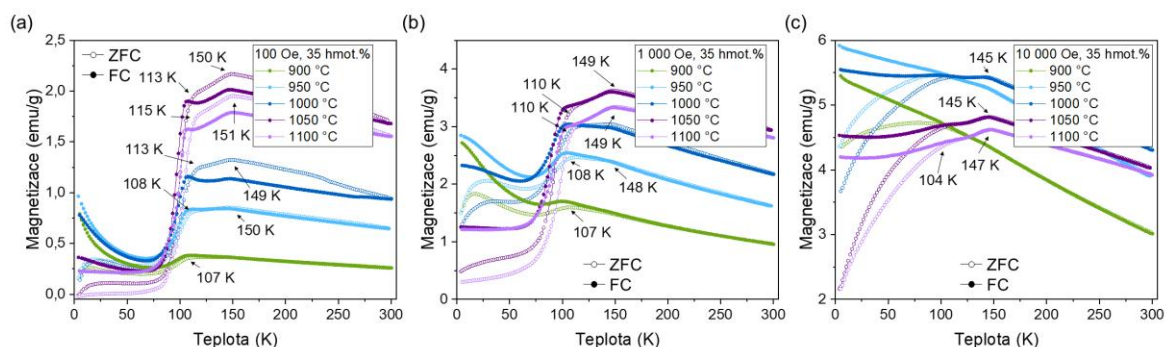 (a)
2,5
2,0
1,5
1,0
0,5
0,0
Magnetizace (emu/g)
ZFC
FC
150 K
113 K
115 K
151 K
113 K
108 K
149 K
150 K
107 K
100 Oe, 35 hmot.%
900 °C
950 °C
1000 °C
1050 °C
1100 °C
0 50 100 150 200 250 300
Teplota (K)
(b)
6
5
4
3
2
1
0
Magnetizace (emu/g)
149 K
110 K
110 K
149 K
108 K
148 K
107 K
1 000 Oe, 35 hmot.%
900 °C
950 °C
1000 °C
1050 °C
1100 °C
ZFC
FC
0 50 100 150 200 250 300
Teplota (K)
(c)
6
5
4
3
2
Magnetizace (emu/g)
145 K
145 K
147 K
104 K
10 000 Oe, 35 hmot.%
900 °C
950 °C
1000 °C
1050 °C
1100 °C
ZFC
FC
0 50 100 150 200 250 300
Teplota (K)